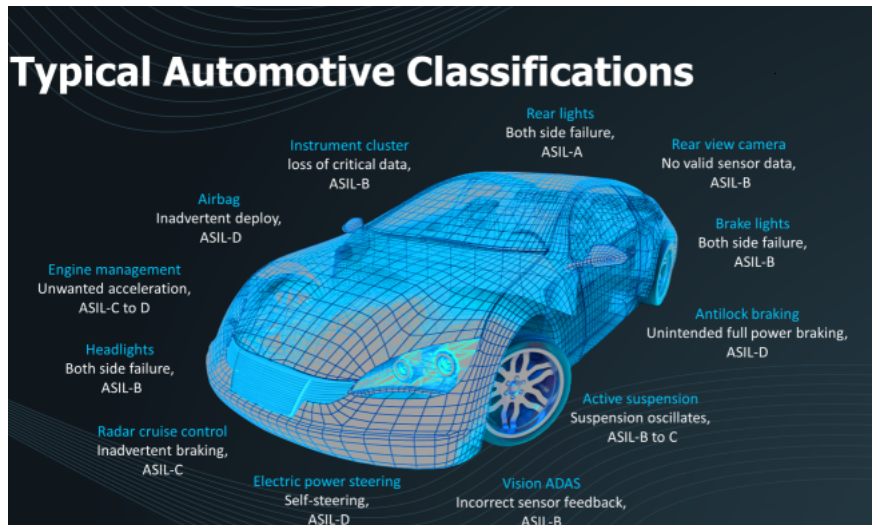 Typical Automotive Classifications
Rear lights
Both side failure,
ASIL-A
Instrument cluster
loss of critical data,
ASIL-B
Rear view camera
No valid sensor data,
ASIL-B
Airbag
Inadvertent deploy,
ASIL-D
Brake lights
Both side failure,
ASIL-B
Engine management
Unwanted acceleration,
ASIL-C to D
Antilock braking
Unintended full power braking,
ASIL-D
Headlights
Both side failure,
ASIL-B
Active suspension
Suspension oscillates,
ASIL-B to C
Radar cruise control
Inadvertent braking,
ASIL-C
Electric power steering
Self-steering,
ASIL-D
Vision ADAS
Incorrect sensor feedback,
ASIL-B